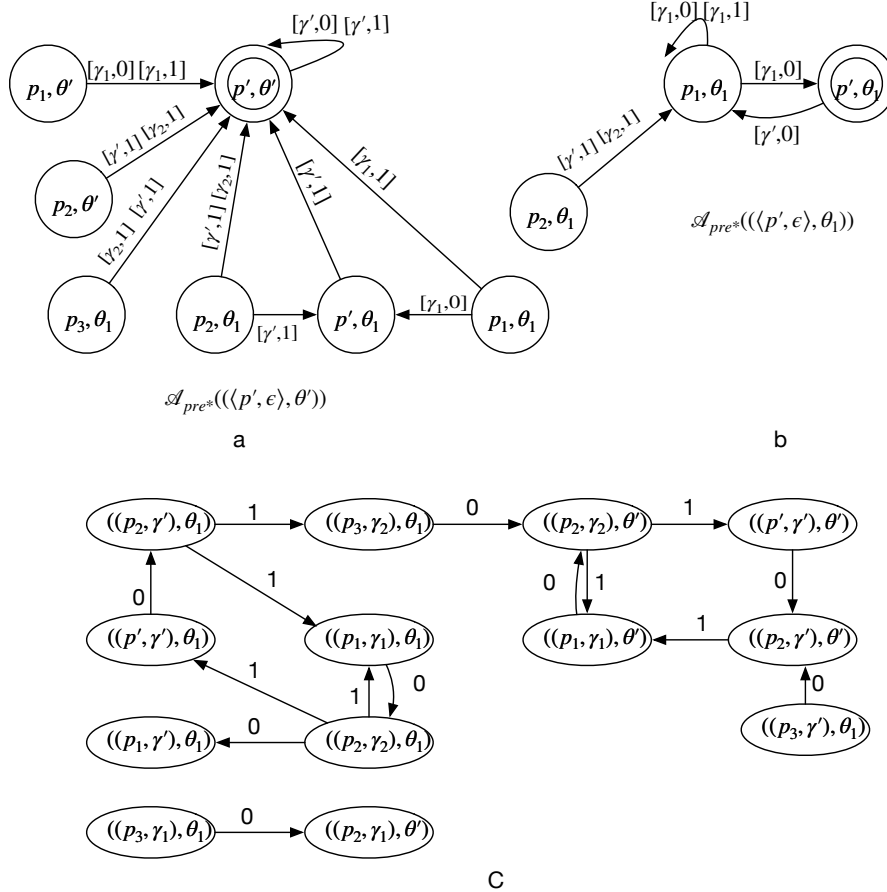 [γ′,0] [γ′,1]
p₁, θ′
[γ₁,0] [γ₁,1]
p′, θ′
[γ′,1] [γ₂,1]
p₂, θ′
[γ₂,1] [γ′,1]
[γ′,1] [γ₂,1]
[γ′,1]
[γ₁,1]
p₃, θ₁
p₂, θ₁
[γ′,1]
p′, θ₁
[γ₁,0]
p₁, θ₁
𝒜ₚᵣₑ*((⟨p′, ϵ⟩, θ′))
a
[γ₁,0] [γ₁,1]
p₁, θ₁
[γ₁,0]
p′, θ₁
[γ′,0]
[γ′,1] [γ₂,1]
p₂, θ₁
𝒜ₚᵣₑ*((⟨p′, ϵ⟩, θ₁))
b
((p₂, γ′), θ₁)
1
((p₃, γ₂), θ₁)
0
((p₂, γ₂), θ′)
1
((p′, γ′), θ′)
0
1
0
1
0
((p′, γ′), θ₁)
((p₁, γ₁), θ₁)
((p₁, γ₁), θ′)
1
((p₂, γ′), θ′)
1
1
0
0
((p₁, γ′), θ₁)
0
((p₂, γ₂), θ₁)
((p₃, γ′), θ₁)
((p₃, γ₁), θ₁)
0
((p₂, γ₁), θ′)
C